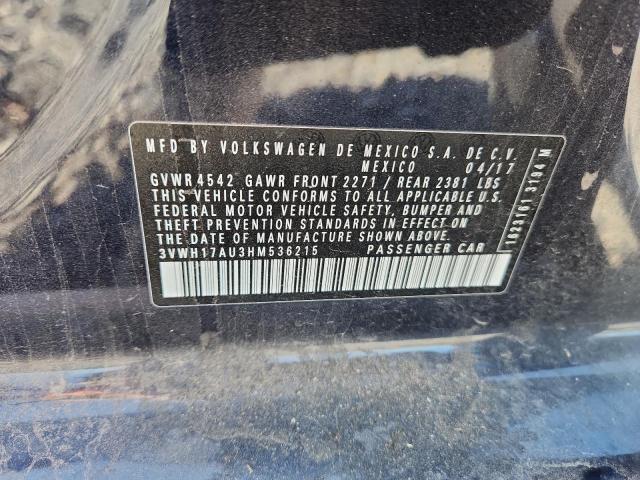 MFD BY VOLKSWAGEN DE MEXICO S.A. DE C.V.
MEXICO 04/17
GVWR 4542 GAWR FRONT 2271 / REAR 2381 LBS
THIS VEHICLE CONFORMS TO ALL APPLICABLE U.S.
FEDERAL MOTOR VEHICLE SAFETY, BUMPER AND
THEFT PREVENTION STANDARDS IN EFFECT ON
THE DATE OF MANUFACTURE SHOWN ABOVE.
3VWH17AU3HM536215 PASSENGER CAR
1623161 3194 M